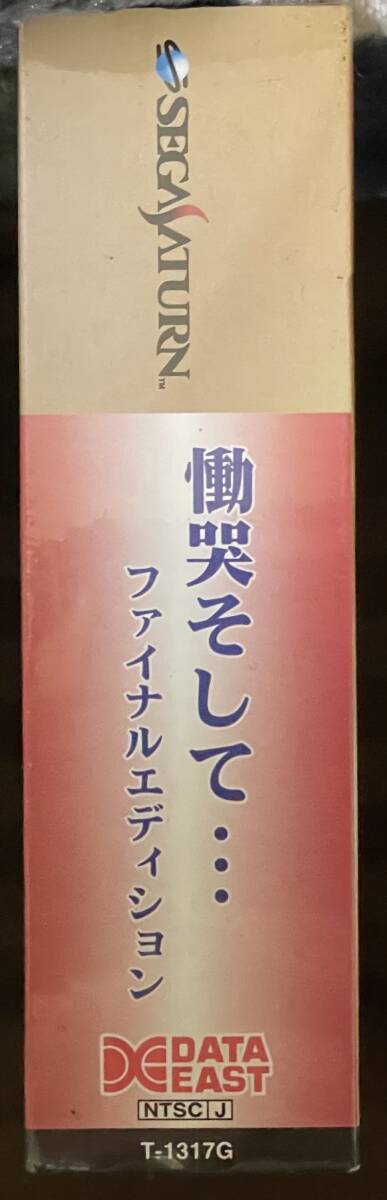 SEGA SATURN™
慟哭そして…
ファイナルエディション
DATA
EAST
NTSC J
T-1317G